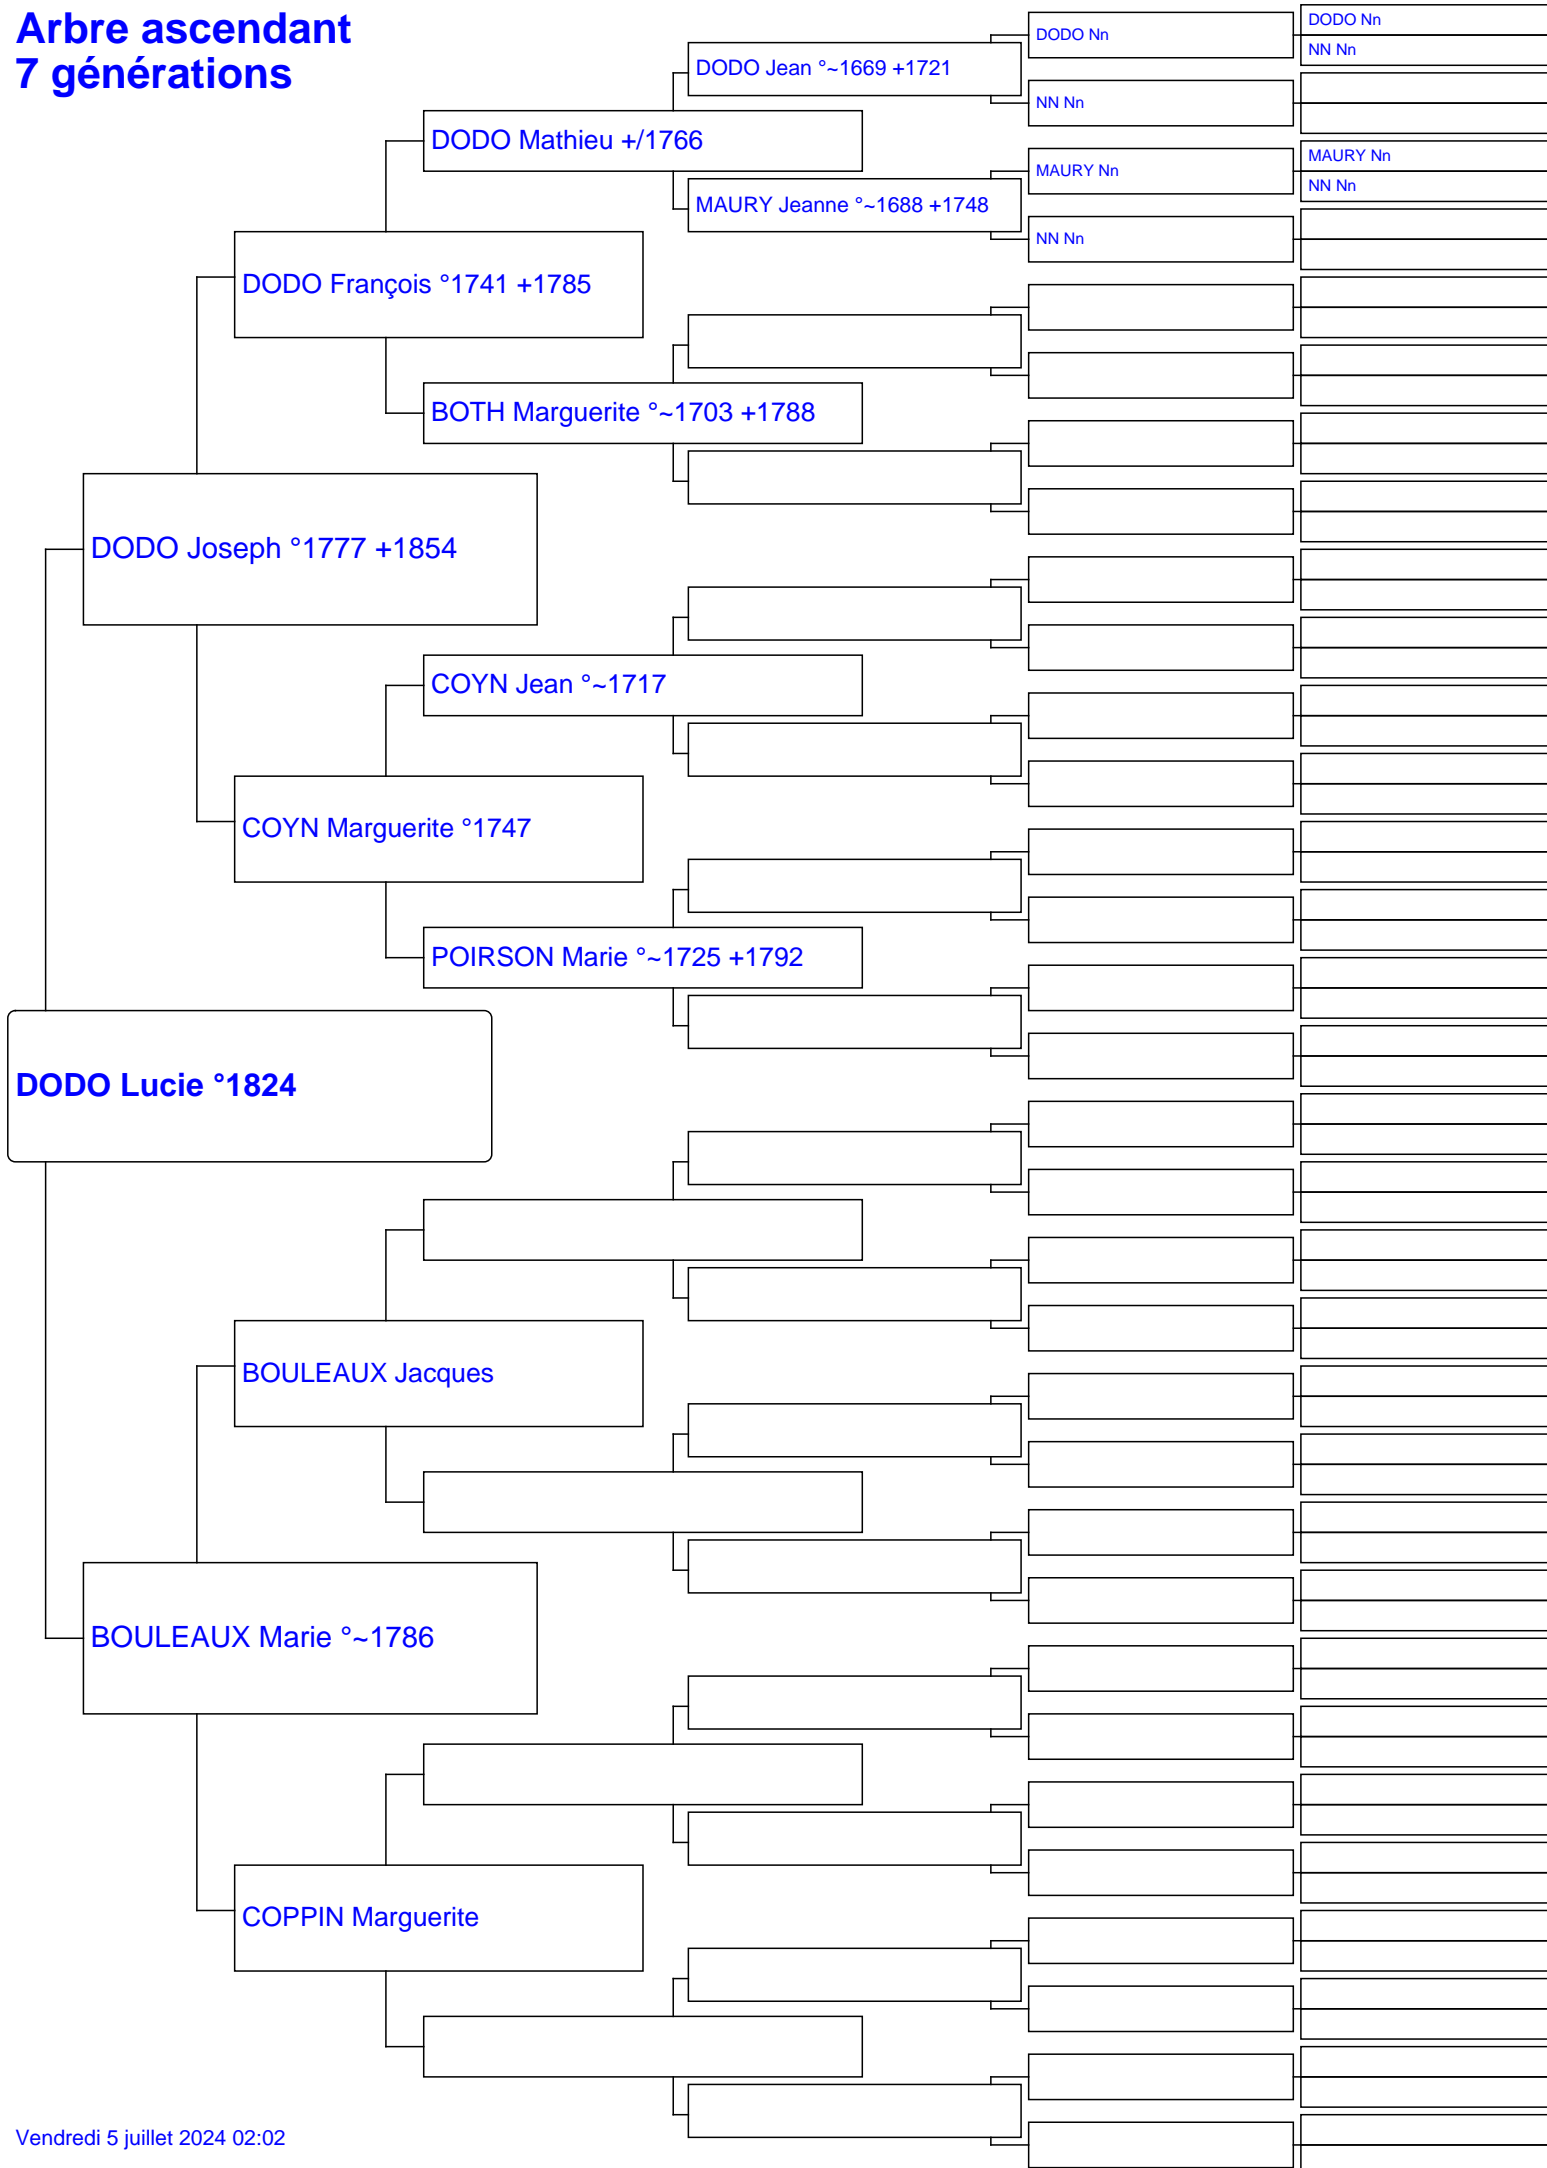 Arbre ascendant
7 générations
DODO Nn
NN Nn
DODO Nn
DODO Jean °~1669 +1721
NN Nn
DODO Mathieu +/1766
MAURY Nn
NN Nn
MAURY Nn
MAURY Jeanne °~1688 +1748
NN Nn
DODO François °1741 +1785
BOTH Marguerite °~1703 +1788
DODO Joseph °1777 +1854
COYN Jean °~1717
COYN Marguerite °1747
POIRSON Marie °~1725 +1792
DODO Lucie °1824
BOULEAUX Jacques
BOULEAUX Marie °~1786
COPPIN Marguerite
Vendredi 5 juillet 2024 02:02